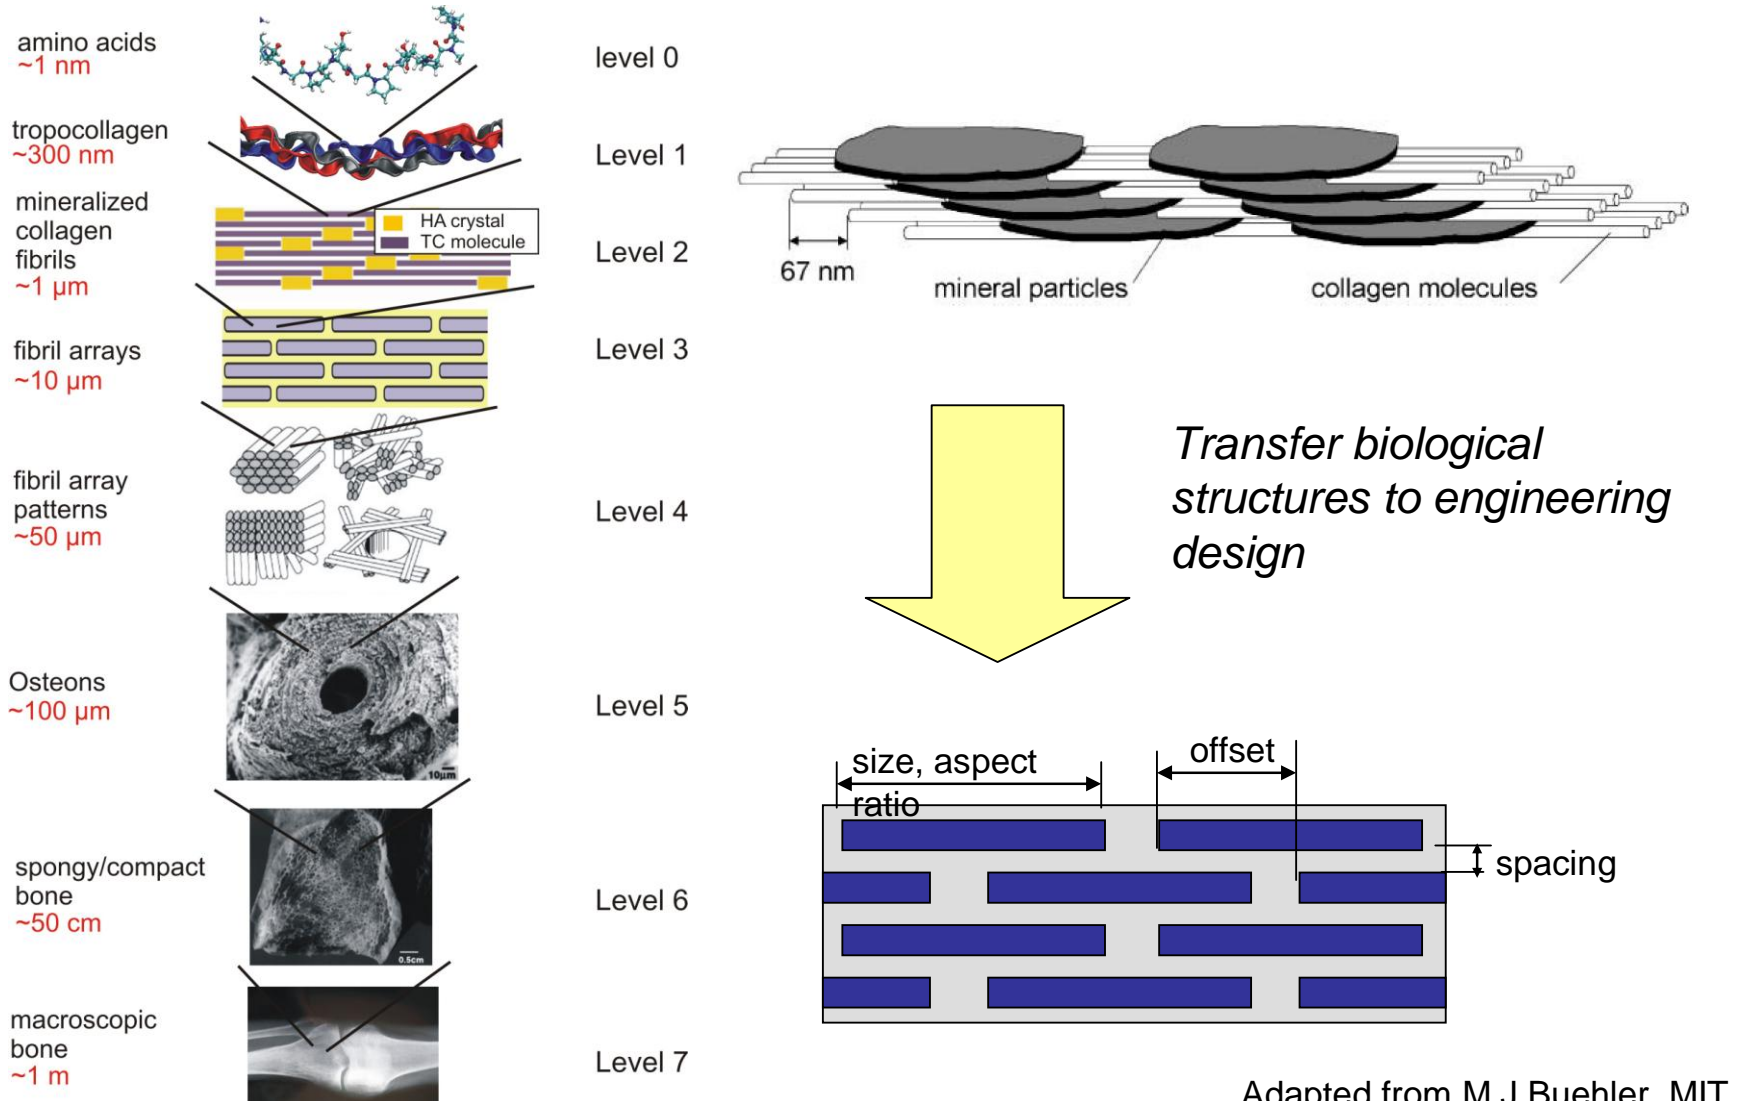 amino acids
~1 nm
level 0
tropocollagen
~300 nm
Level 1
mineralized
collagen
fibrils
~1 µm
HA crystal
TC molecule
Level 2
fibril arrays
~10 µm
Level 3
fibril array
patterns
~50 µm
Level 4
Osteons
~100 µm
10µm
Level 5
spongy/compact
bone
~50 cm
0.5cm
Level 6
macroscopic
bone
~1 m
Level 7
67 nm
mineral particles
collagen molecules
Transfer biological
structures to engineering
design
size, aspect
ratio
offset
spacing
Adapted from M.J.Buehler, MIT